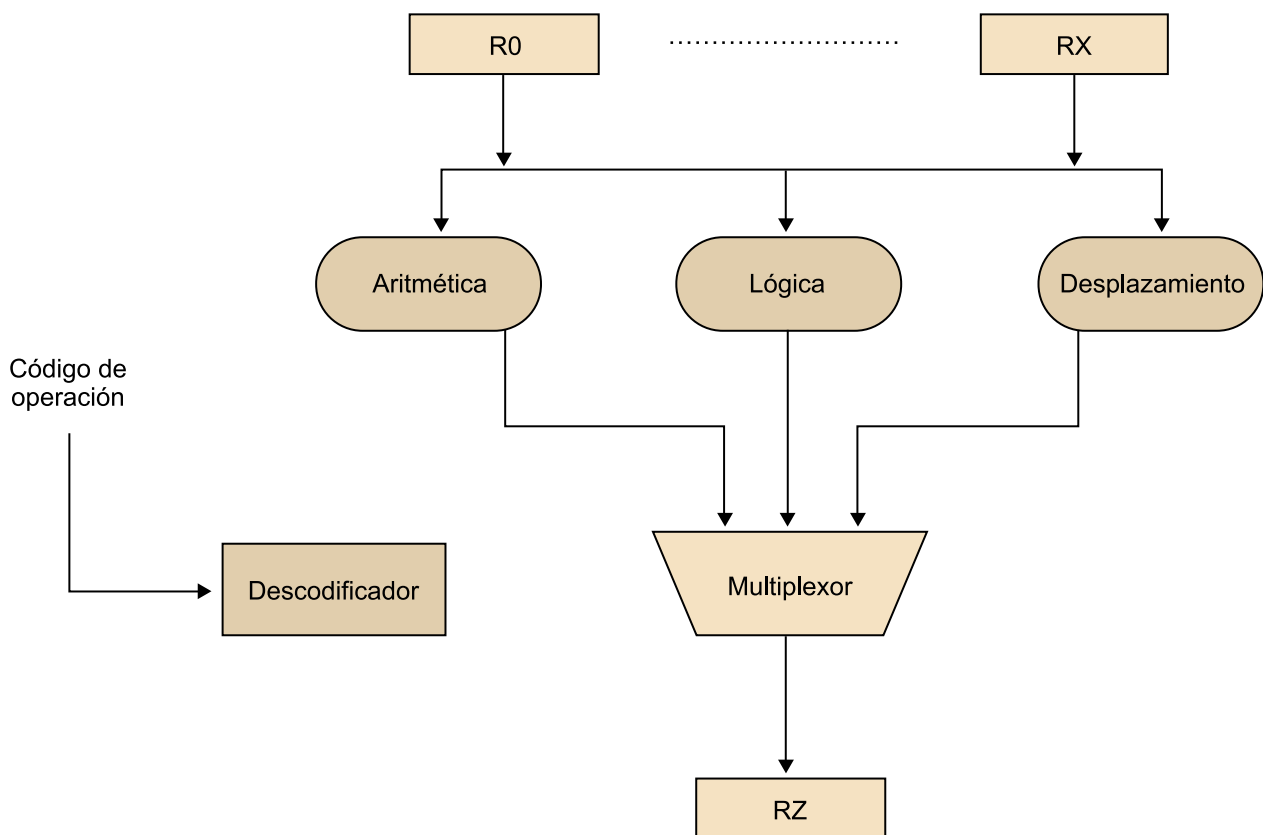 R0
RX
Aritmética
Lógica
Desplazamiento
Código de
operación
Descodificador
Multiplexor
RZ